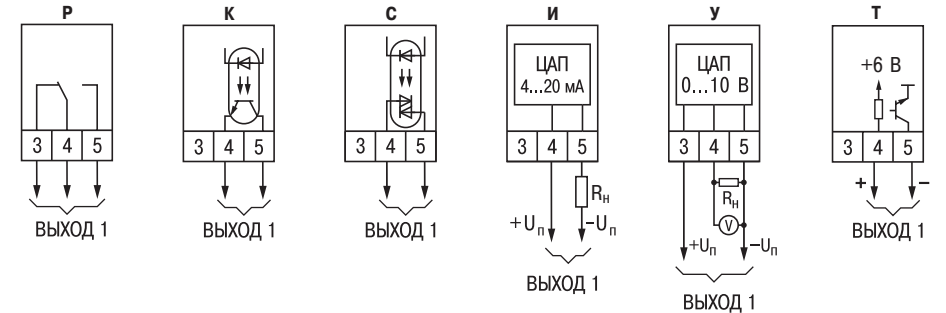 Р К С И У Т
ЦАП
4...20 мА
ЦАП
0...10 В
+6 В
3 4 5
3 4 5
3 4 5
3 4 5
3 4 5
3 4 5
+ −
Rн
Rн
V
ВЫХОД 1
ВЫХОД 1
ВЫХОД 1
+Uп −Uп
+Uп −Uп
ВЫХОД 1
ВЫХОД 1
ВЫХОД 1